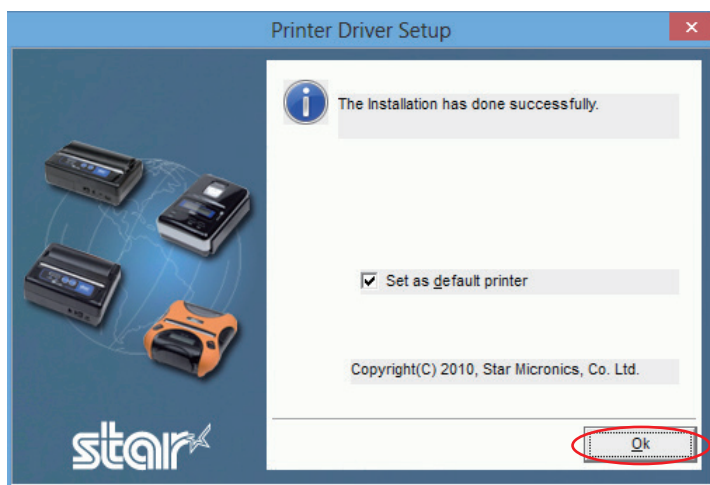 Printer Driver Setup
The Installation has done successfully.
Set as default printer
Copyright(C) 2010, Star Micronics, Co. Ltd.
star
Ok